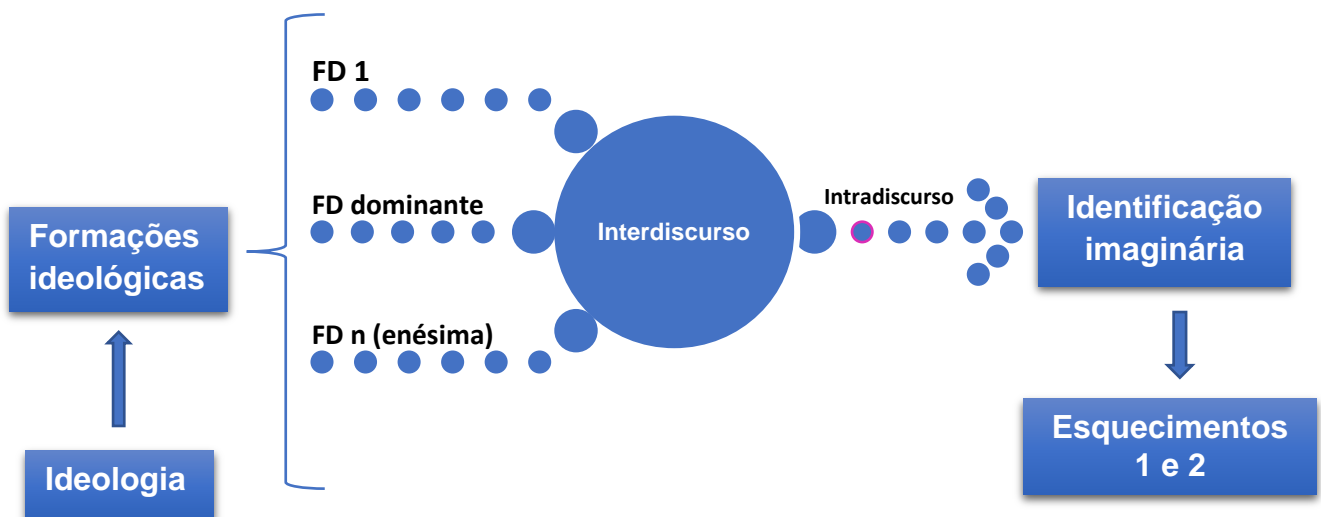 FD 1
FD dominante
Formações
ideológicas
FD n (enésima)
Ideologia
Interdiscurso
Intradiscurso
Identificação
imaginária
Esquecimentos
1 e 2